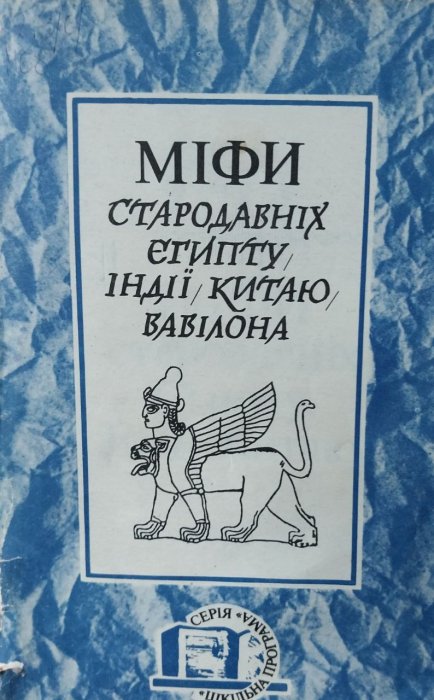 МІФИ
СТАРОДАВНІХ
ЄГИПТУ/
ІНДІЇ/КИТАЮ/
ВАВІЛОНА
СЕРІЯ
"ШКІЛЬНА ПРОГРАМА"